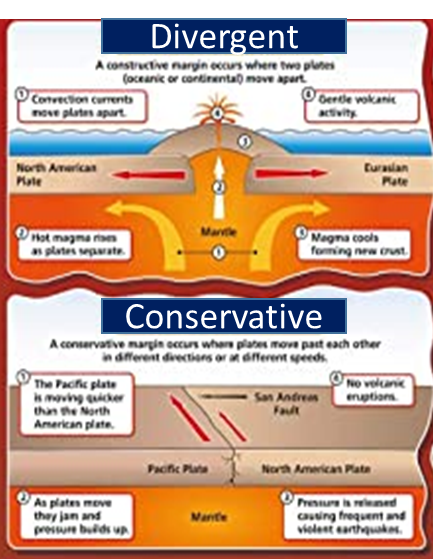 Divergent
A constructive margin occurs where two plates
(oceanic or continental) move apart.
1 Convection currents
move plates apart.
4
4 Gentle volcanic
activity.
3
North American
Plate
Eurasian
Plate
2
2 Hot magma rises
as plates separate.
Mantle
1
3 Magma cools
forming new crust.
Conservative
A conservative margin occurs where plates move past each other
in different directions or at different speeds.
1 The Pacific plate
is moving quicker
than the North
American plate.
San Andreas
Fault
4 No volcanic
eruptions.
Pacific Plate
North American Plate
2 As plates move
they jam and
pressure builds up.
Mantle
3 Pressure is released
causing frequent and
violent earthquakes.